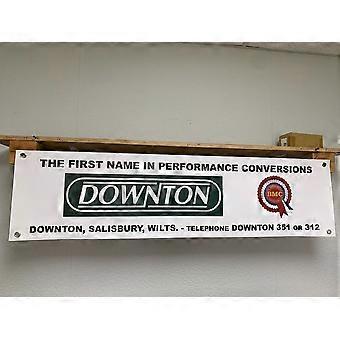 THE FIRST NAME IN PERFORMANCE CONVERSIONS
DOWNTON
BMC
DOWNTON, SALISBURY, WILTS. - TELEPHONE DOWNTON 351 OR 312